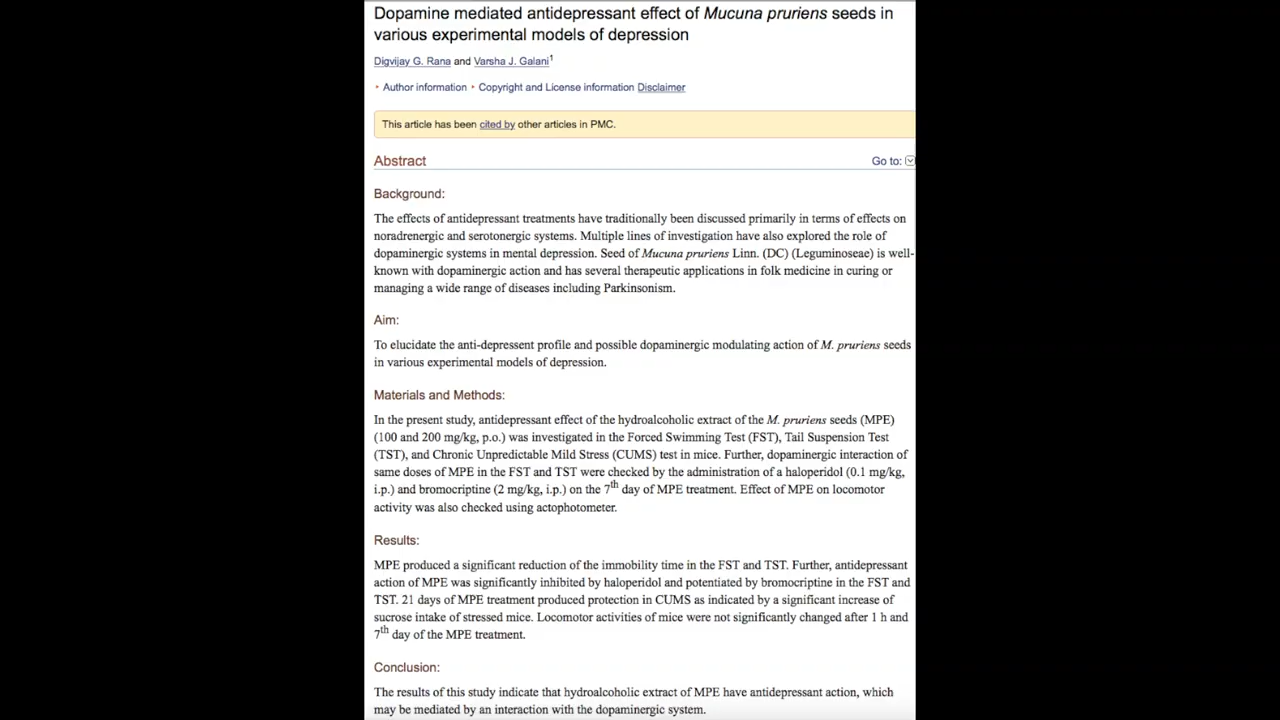 Dopamine mediated antidepressant effect of Mucuna pruriens seeds in
various experimental models of depression
Digvijay G. Rana and Varsha J. Galani1
• Author information • Copyright and License information Disclaimer
This article has been cited by other articles in PMC.
Abstract Go to:
Background:
The effects of antidepressant treatments have traditionally been discussed primarily in terms of effects on
noradrenergic and serotonergic systems. Multiple lines of investigation have also explored the role of
dopaminergic systems in mental depression. Seed of Mucuna pruriens Linn. (DC) (Leguminoseae) is well-
known with dopaminergic action and has several therapeutic applications in folk medicine in curing or
managing a wide range of diseases including Parkinsonism.
Aim:
To elucidate the anti-depressent profile and possible dopaminergic modulating action of M. pruriens seeds
in various experimental models of depression.
Materials and Methods:
In the present study, antidepressant effect of the hydroalcoholic extract of the M. pruriens seeds (MPE)
(100 and 200 mg/kg, p.o.) was investigated in the Forced Swimming Test (FST), Tail Suspension Test
(TST), and Chronic Unpredictable Mild Stress (CUMS) test in mice. Further, dopaminergic interaction of
same doses of MPE in the FST and TST were checked by the administration of a haloperidol (0.1 mg/kg,
i.p.) and bromocriptine (2 mg/kg, i.p.) on the 7th day of MPE treatment. Effect of MPE on locomotor
activity was also checked using actophotometer.
Results:
MPE produced a significant reduction of the immobility time in the FST and TST. Further, antidepressant
action of MPE was significantly inhibited by haloperidol and potentiated by bromocriptine in the FST and
TST. 21 days of MPE treatment produced protection in CUMS as indicated by a significant increase of
sucrose intake of stressed mice. Locomotor activities of mice were not significantly changed after 1 h and
7th day of the MPE treatment.
Conclusion:
The results of this study indicate that hydroalcoholic extract of MPE have antidepressant action, which
may be mediated by an interaction with the dopaminergic system.